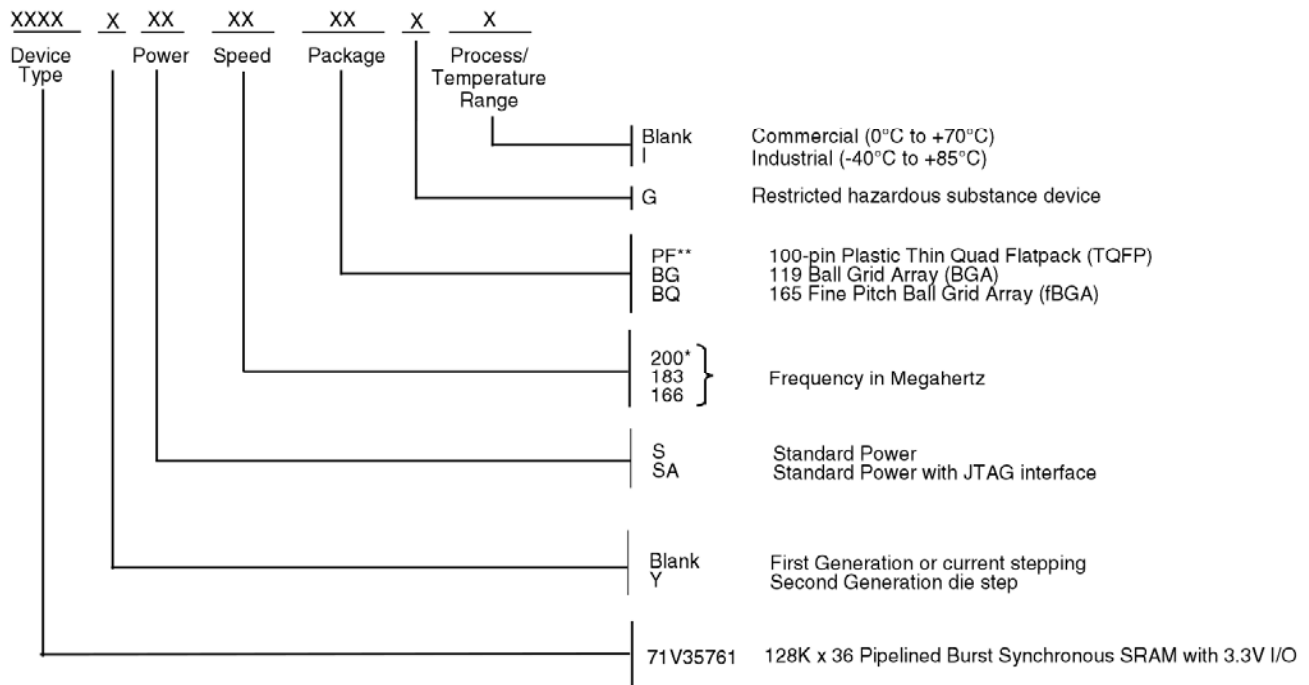 XXXX X XX XX XX X X
Device Type Power Speed Package Process/ Temperature Range
Blank Commercial (0°C to +70°C)
I Industrial (-40°C to +85°C)
G Restricted hazardous substance device
PF** 100-pin Plastic Thin Quad Flatpack (TQFP)
BG 119 Ball Grid Array (BGA)
BQ 165 Fine Pitch Ball Grid Array (fBGA)
200*
183 Frequency in Megahertz
166
S Standard Power
SA Standard Power with JTAG interface
Blank First Generation or current stepping
Y Second Generation die step
71V35761 128K x 36 Pipelined Burst Synchronous SRAM with 3.3V I/O